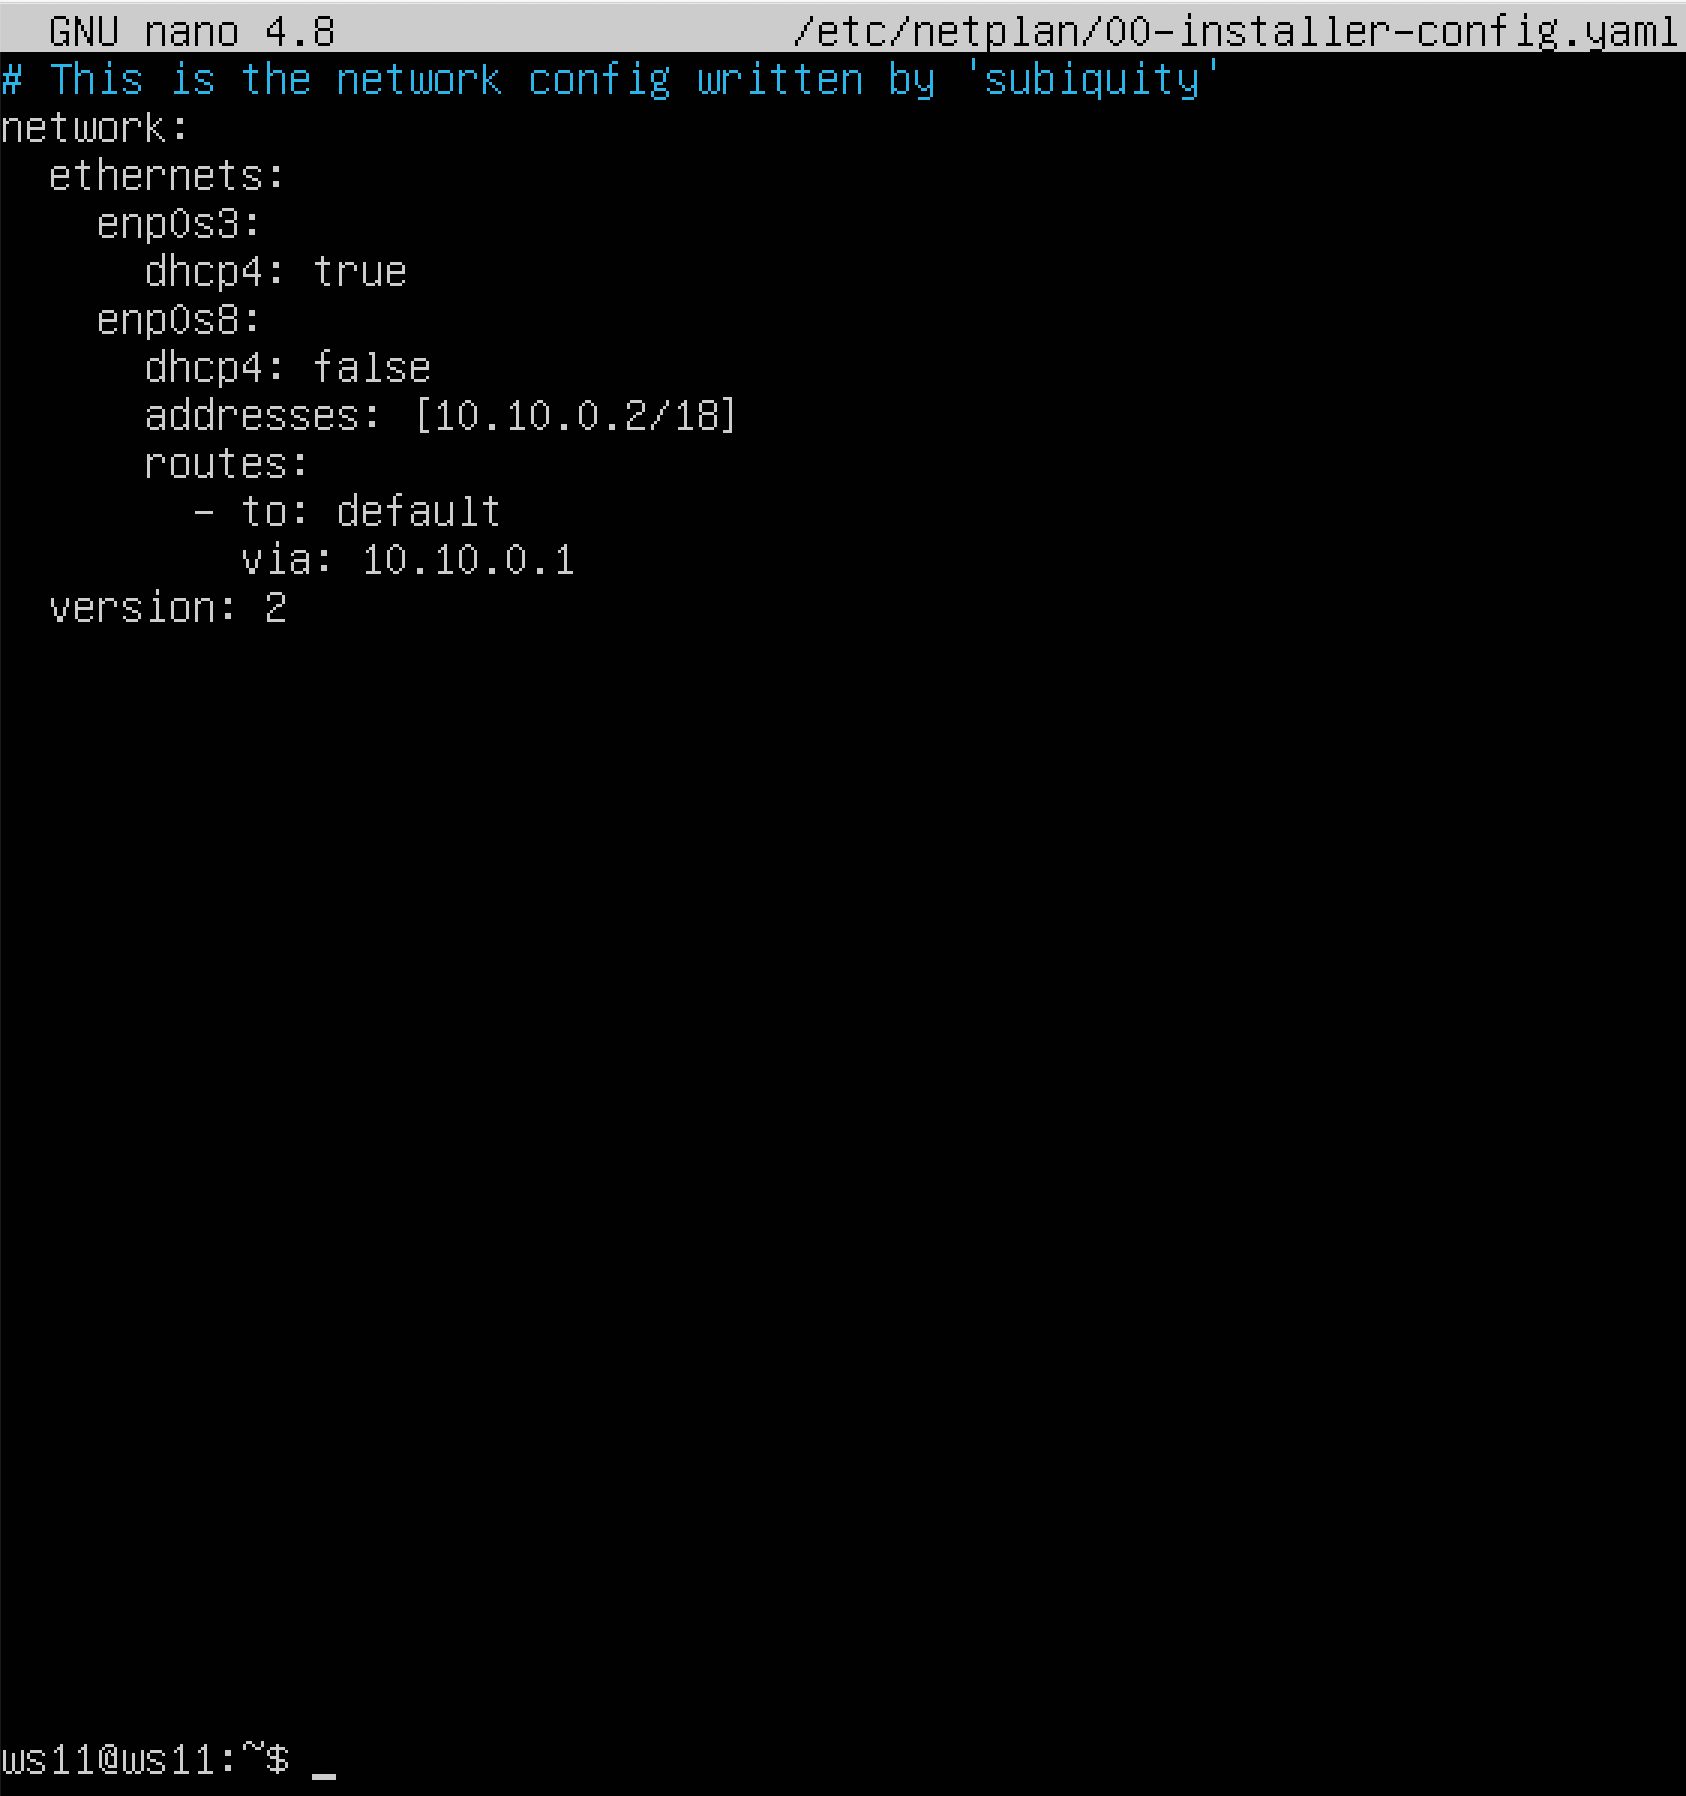 GNU nano 4.8 /etc/netplan/00-installer-config.yaml
# This is the network config written by 'subiquity'
network:
  ethernets:
    enp0s3:
      dhcp4: true
    enp0s8:
      dhcp4: false
      addresses: [10.10.0.2/18]
      routes:
        - to: default
          via: 10.10.0.1
  version: 2
ws11@ws11:~$ _